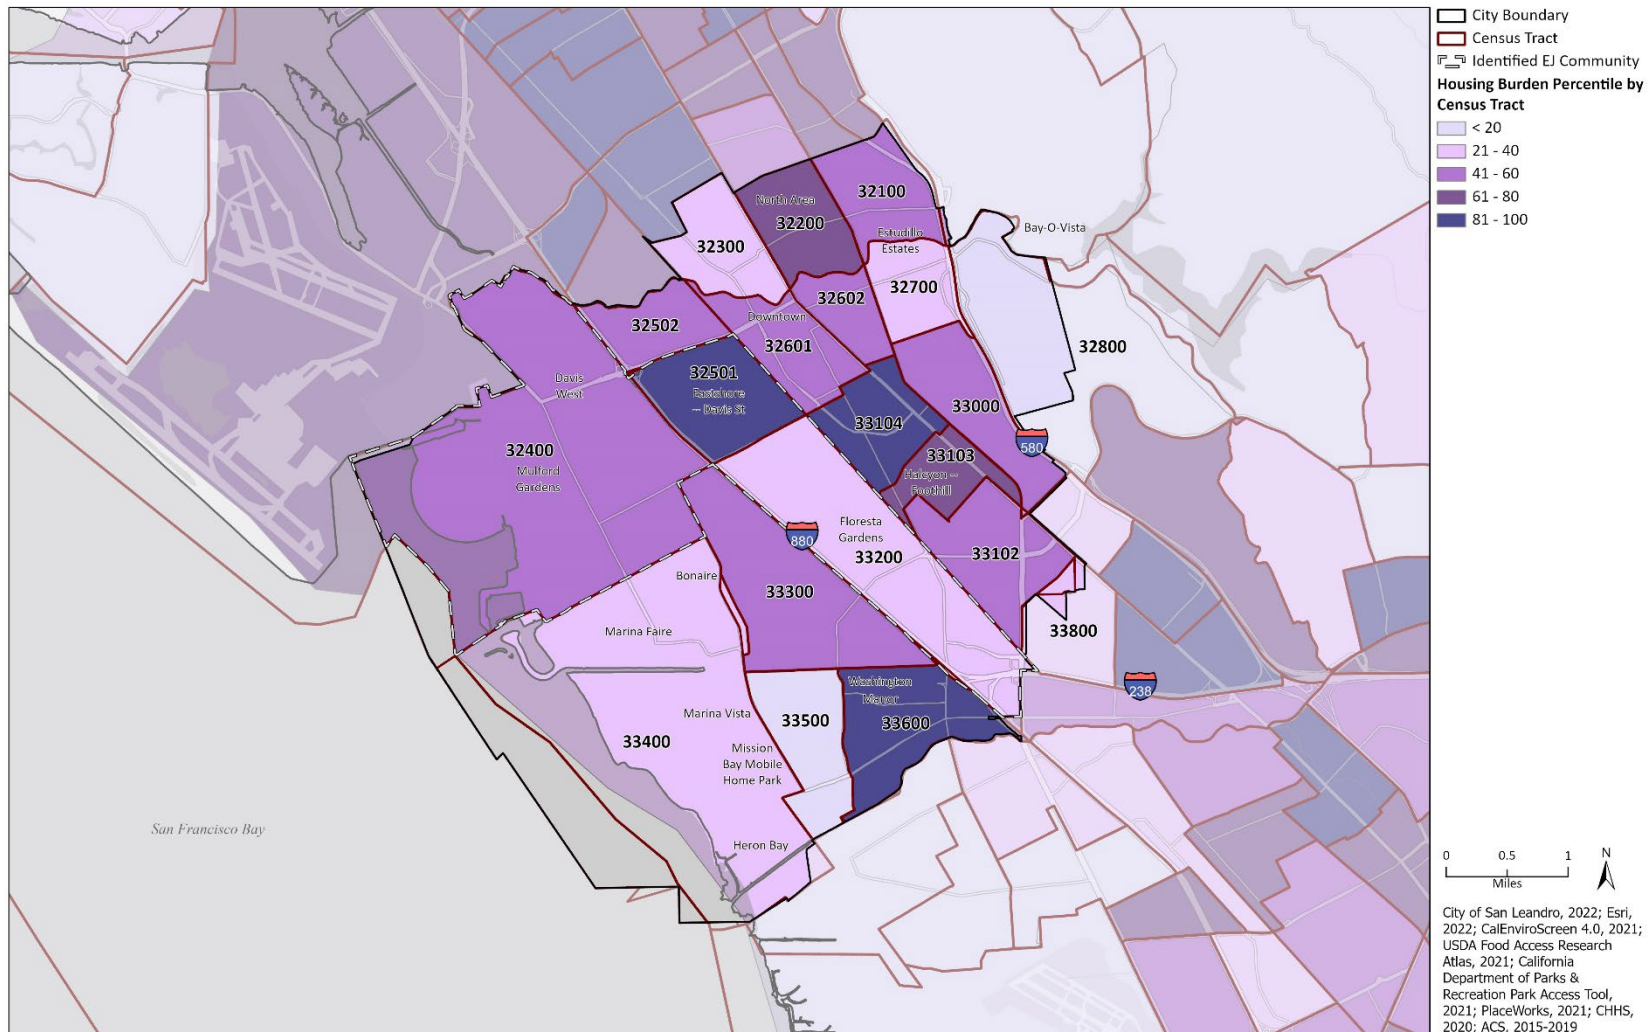 City Boundary
Census Tract
Identified EJ Community
Housing Burden Percentile by
Census Tract
< 20
21 - 40
41 - 60
61 - 80
81 - 100
North Area
32200
32100
Estudillo
Estates
Bay-O-Vista
32300
32700
32602
32502
Downtown
32601
32800
32501
Eastshore
-- Davis St
Davis
West
33000
33104
580
32400
Mulford
Gardens
33103
Halcyon --
Foothill
Floresta
Gardens
880
33200
33102
Bonaire
33300
Marina Faire
33800
238
Washington
Manor
Marina Vista
33500
33600
33400
Mission
Bay Mobile
Home Park
Heron Bay
San Francisco Bay
0 0.5 1
Miles
N
City of San Leandro, 2022; Esri,
2022; CalEnviroScreen 4.0, 2021;
USDA Food Access Research
Atlas, 2021; California
Department of Parks &
Recreation Park Access Tool,
2021; PlaceWorks, 2021; CHHS,
2020; ACS, 2015-2019